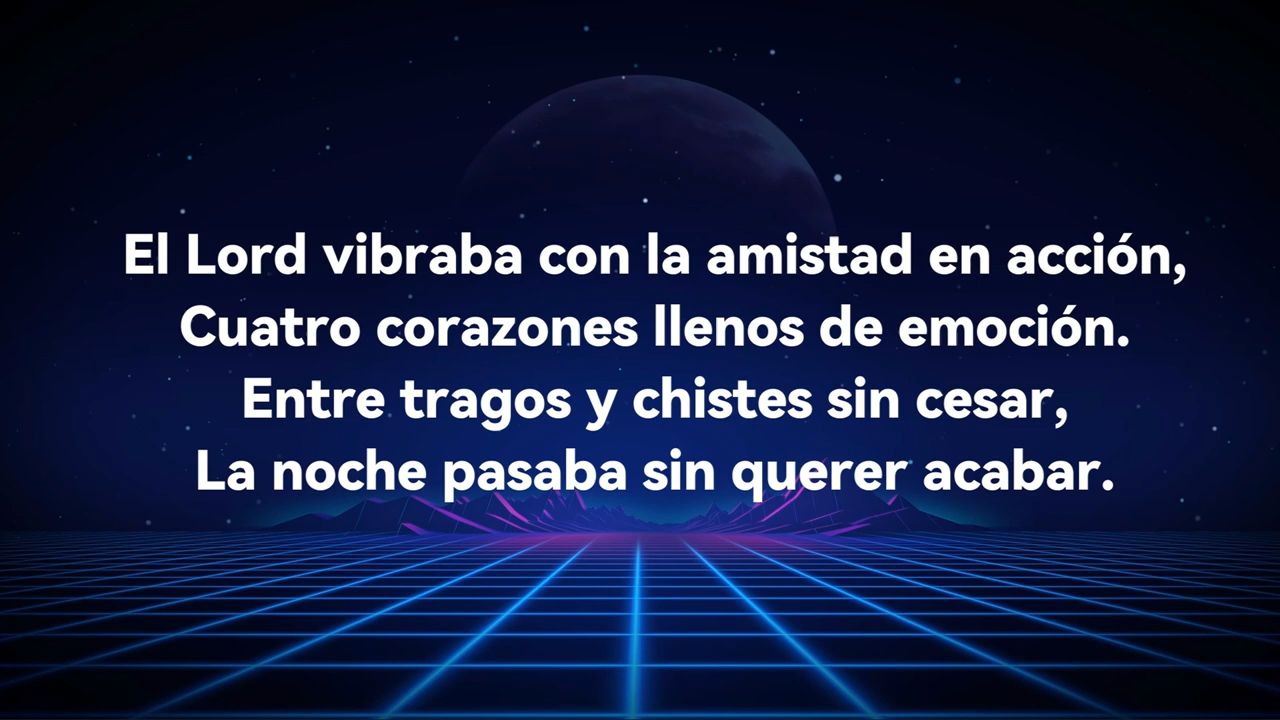 El Lord vibraba con la amistad en acción,
Cuatro corazones llenos de emoción.
Entre tragos y chistes sin cesar,
La noche pasaba sin querer acabar.